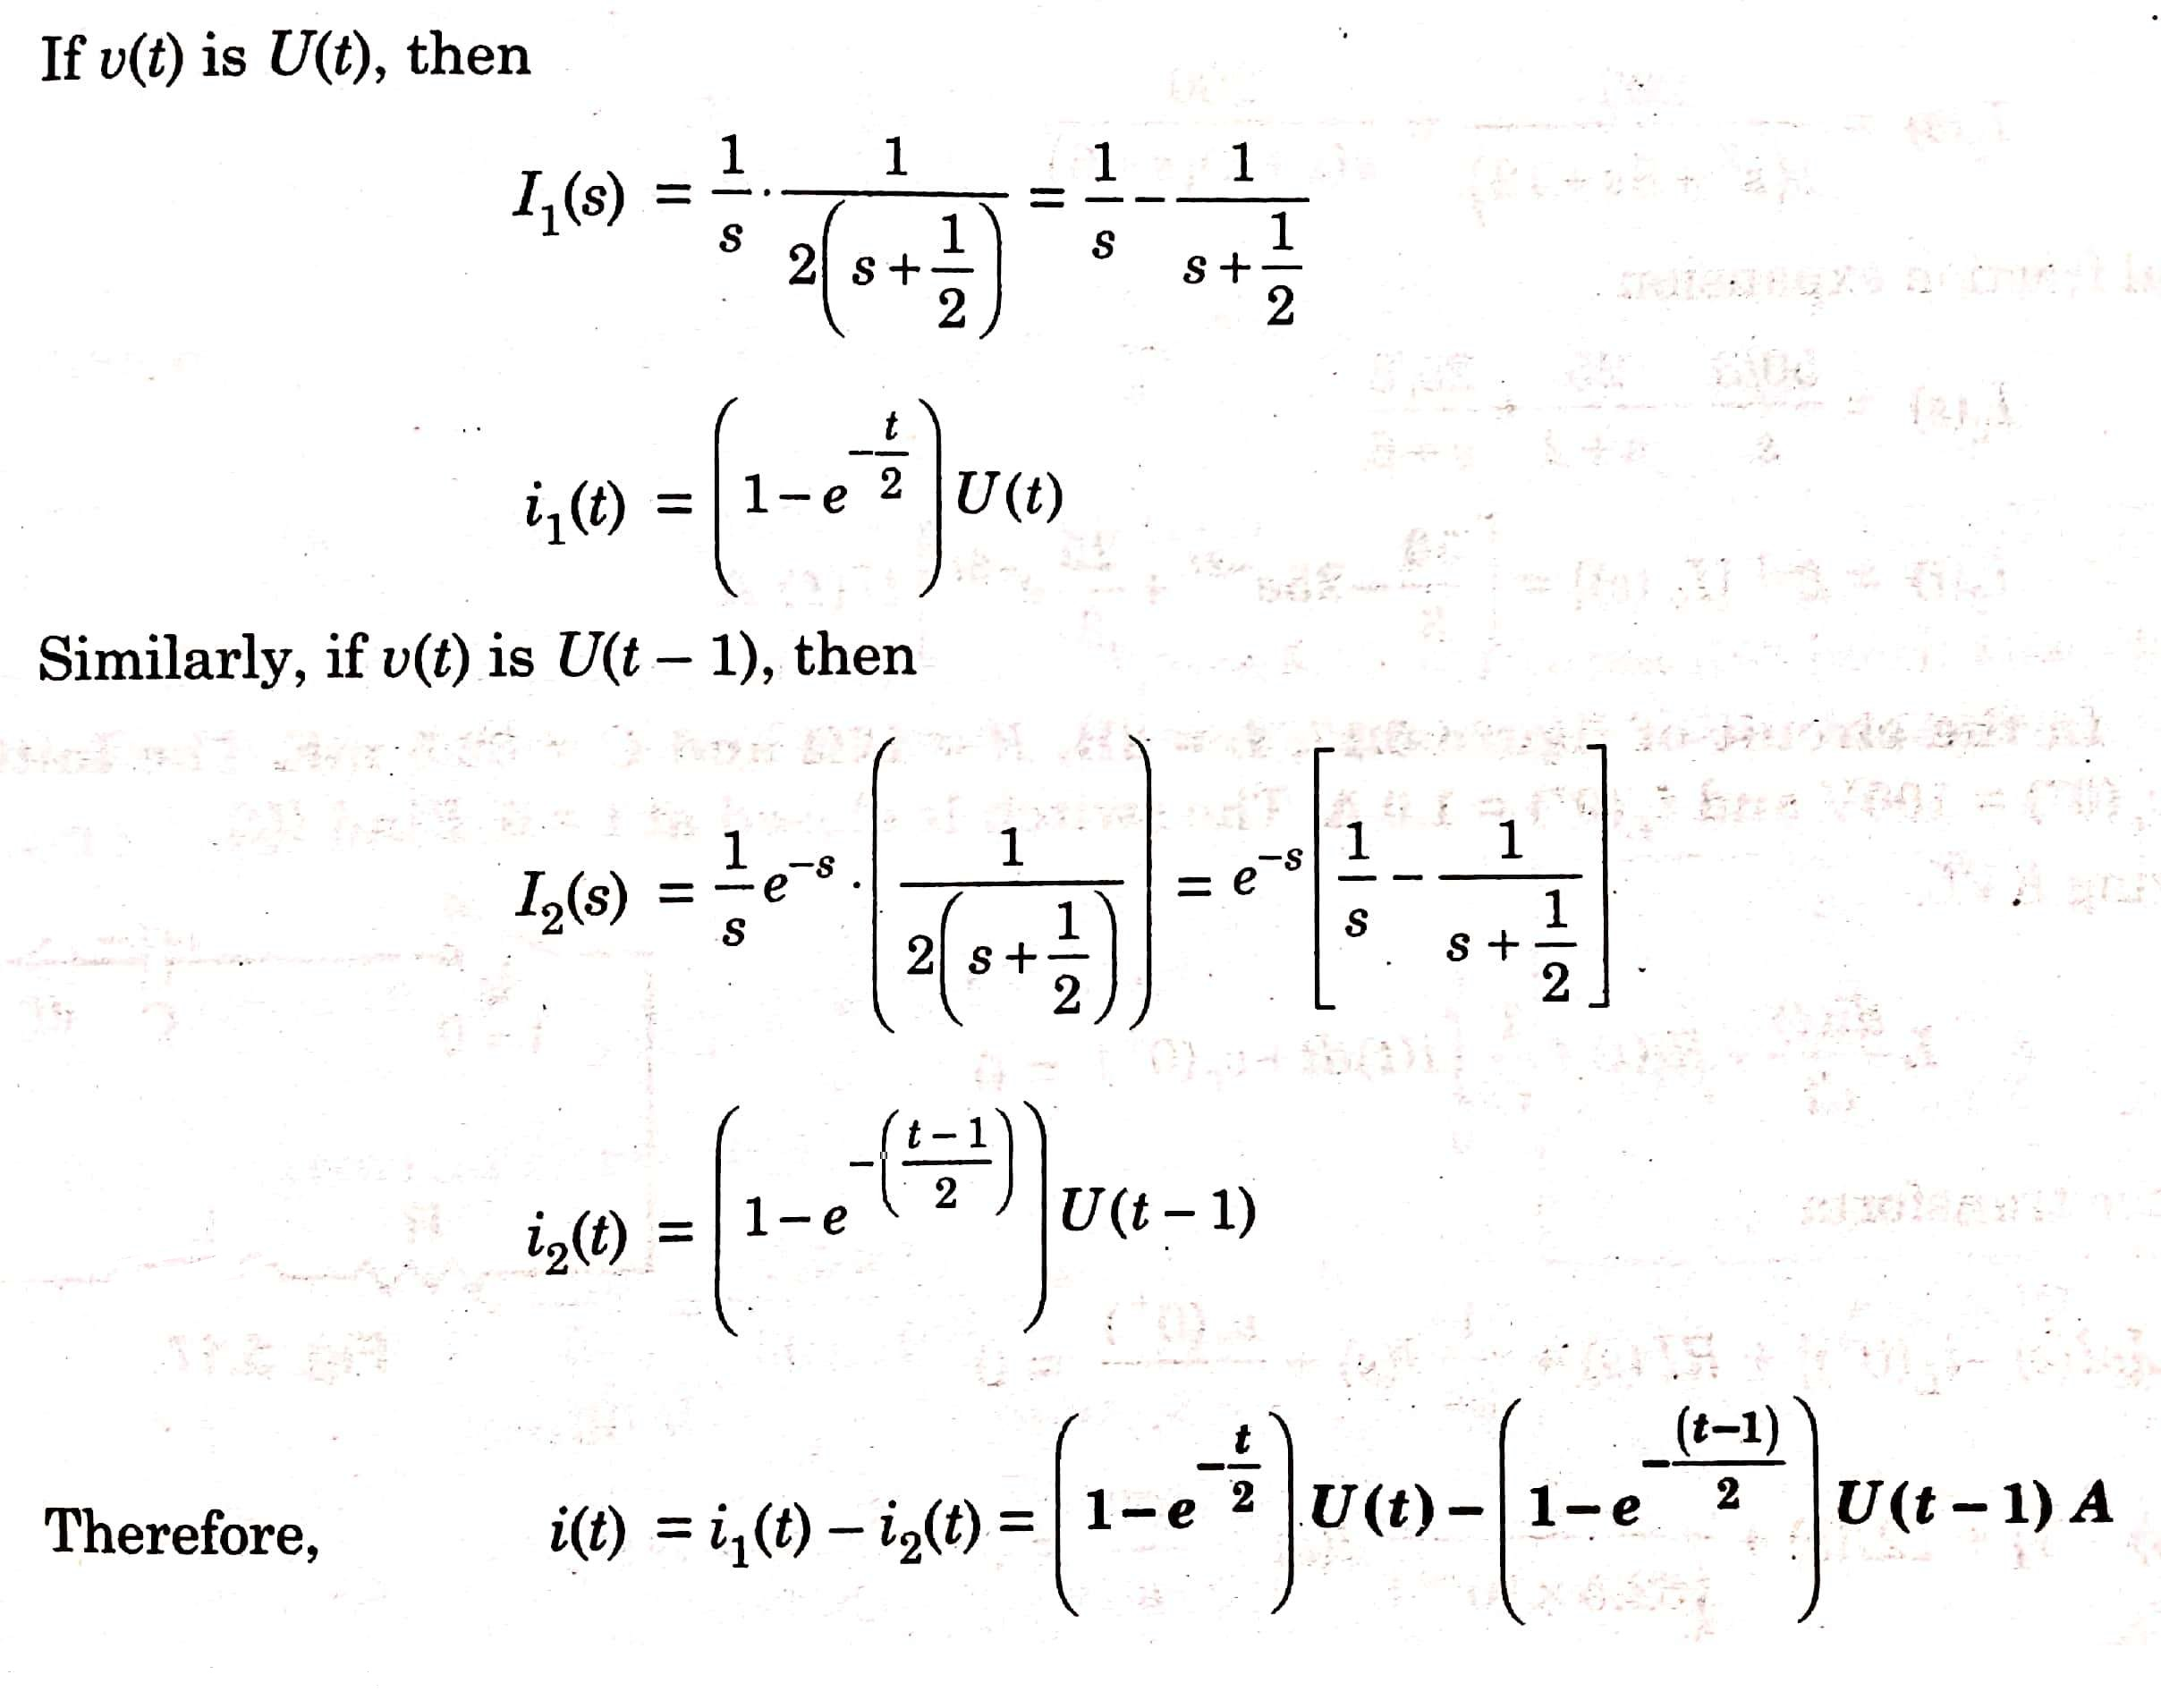 If v(t) is U(t), then
I₁(s) = 1/s · 1/(2(s + 1/2)) = 1/s − 1/(s + 1/2)
i₁(t) = (1 − e^(−t/2)) U(t)
Similarly, if v(t) is U(t − 1), then
I₂(s) = 1/s e^(−s) · (1/(2(s + 1/2))) = e^(−s) [1/s − 1/(s + 1/2)].
i₂(t) = (1 − e^(−((t − 1)/2))) U(t − 1)
Therefore, i(t) = i₁(t) − i₂(t) = (1 − e^(−t/2)) U(t) − (1 − e^(−(t−1)/2)) U(t − 1) A